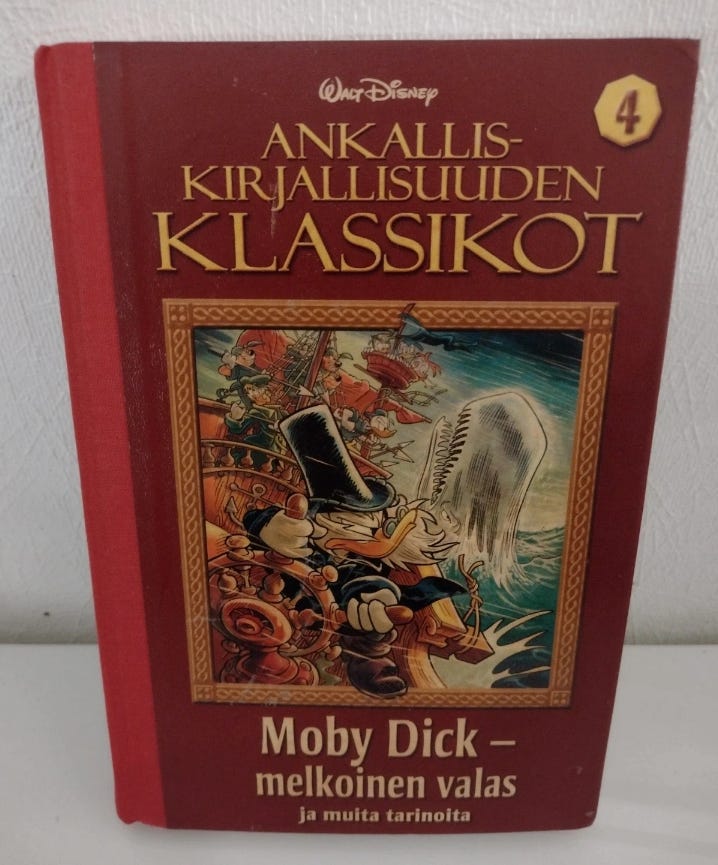 Walt Disney
4
ANKALLIS-
KIRJALLISUUDEN
KLASSIKOT
Moby Dick –
melkoinen valas
ja muita tarinoita